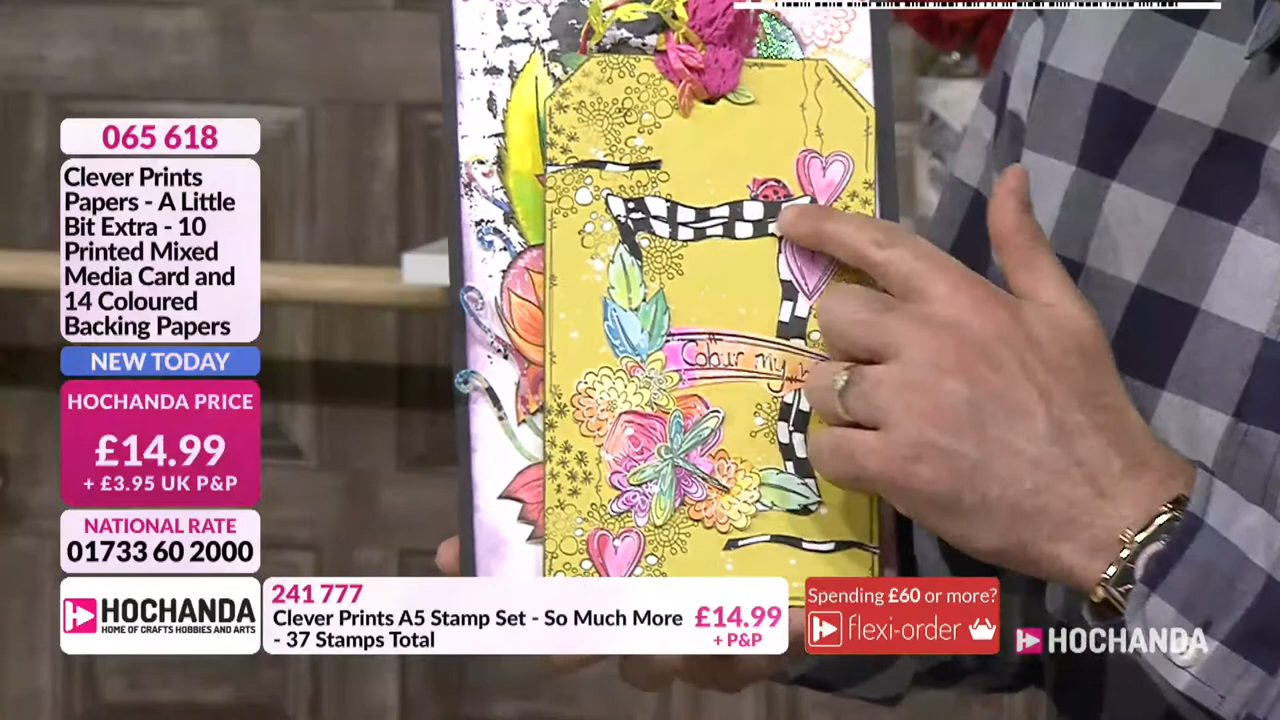 065 618
Clever Prints
Papers - A Little
Bit Extra - 10
Printed Mixed
Media Card and
14 Coloured
Backing Papers
NEW TODAY
HOCHANDA PRICE
£14.99
+ £3.95 UK P&P
NATIONAL RATE
01733 60 2000
HOCHANDA
HOME OF CRAFTS HOBBIES AND ARTS
241 777
Clever Prints A5 Stamp Set - So Much More
- 37 Stamps Total
£14.99
+ P&P
Spending £60 or more?
flexi-order
HOCHANDA
Colour my